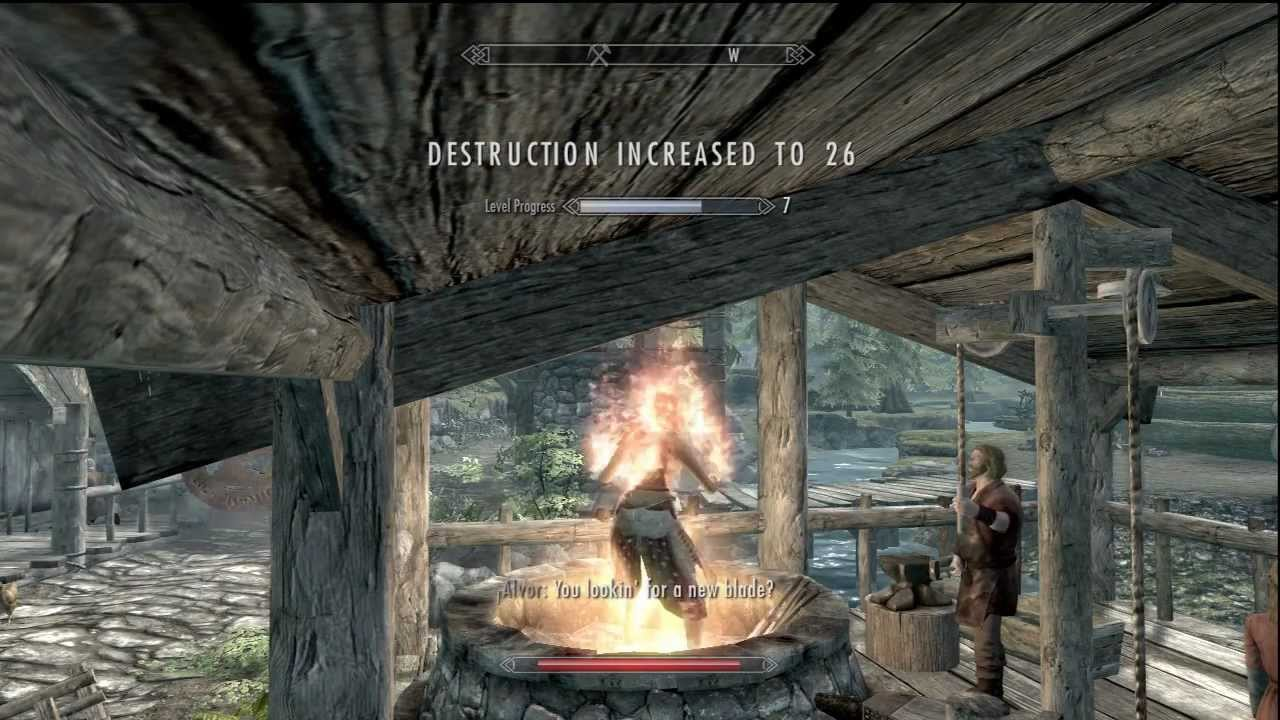 W
DESTRUCTION INCREASED TO 26
Level Progress 7
Alvor: You lookin' for a new blade?